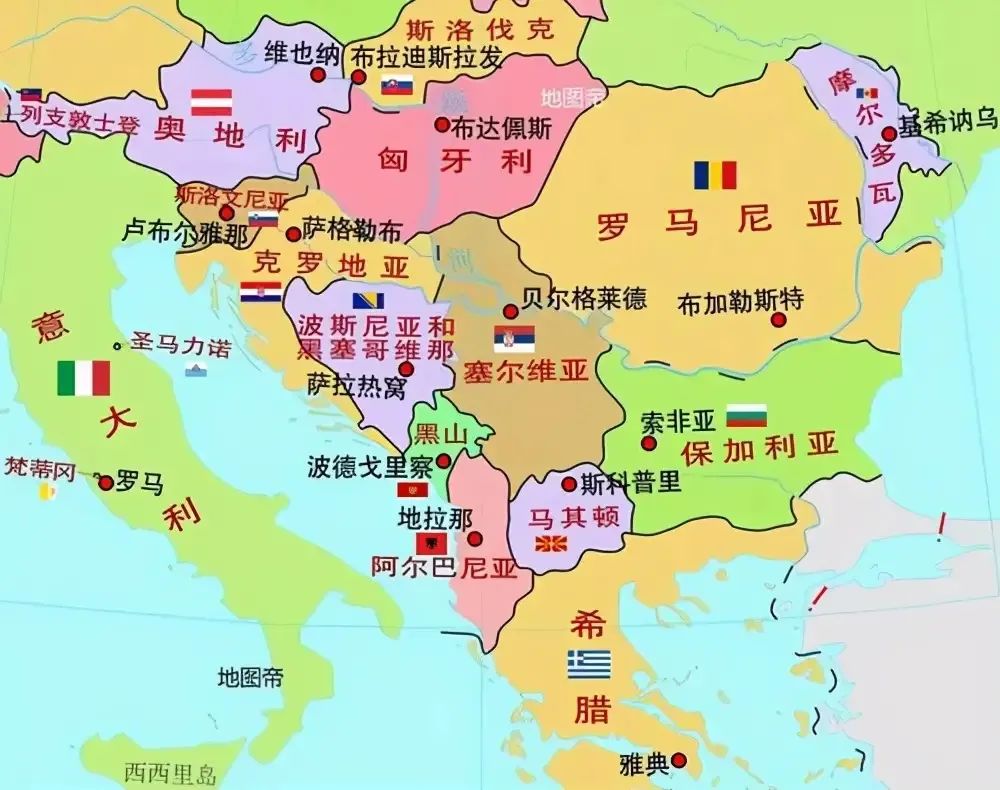 斯洛伐克
维也纳
布拉迪斯拉发
地图帝
摩尔多瓦
列支敦士登
奥地利
布达佩斯
基希讷乌
匈牙利
斯洛文尼亚
罗马尼亚
卢布尔雅那
萨格勒布
克罗地亚
河
贝尔格莱德
布加勒斯特
意大利
圣马力诺
波斯尼亚和
黑塞哥维那
萨拉热窝
塞尔维亚
索非亚
保加利亚
黑山
梵蒂冈
罗马
波德戈里察
斯科普里
地拉那
马其顿
阿尔巴尼亚
希腊
地图帝
雅典
西西里岛